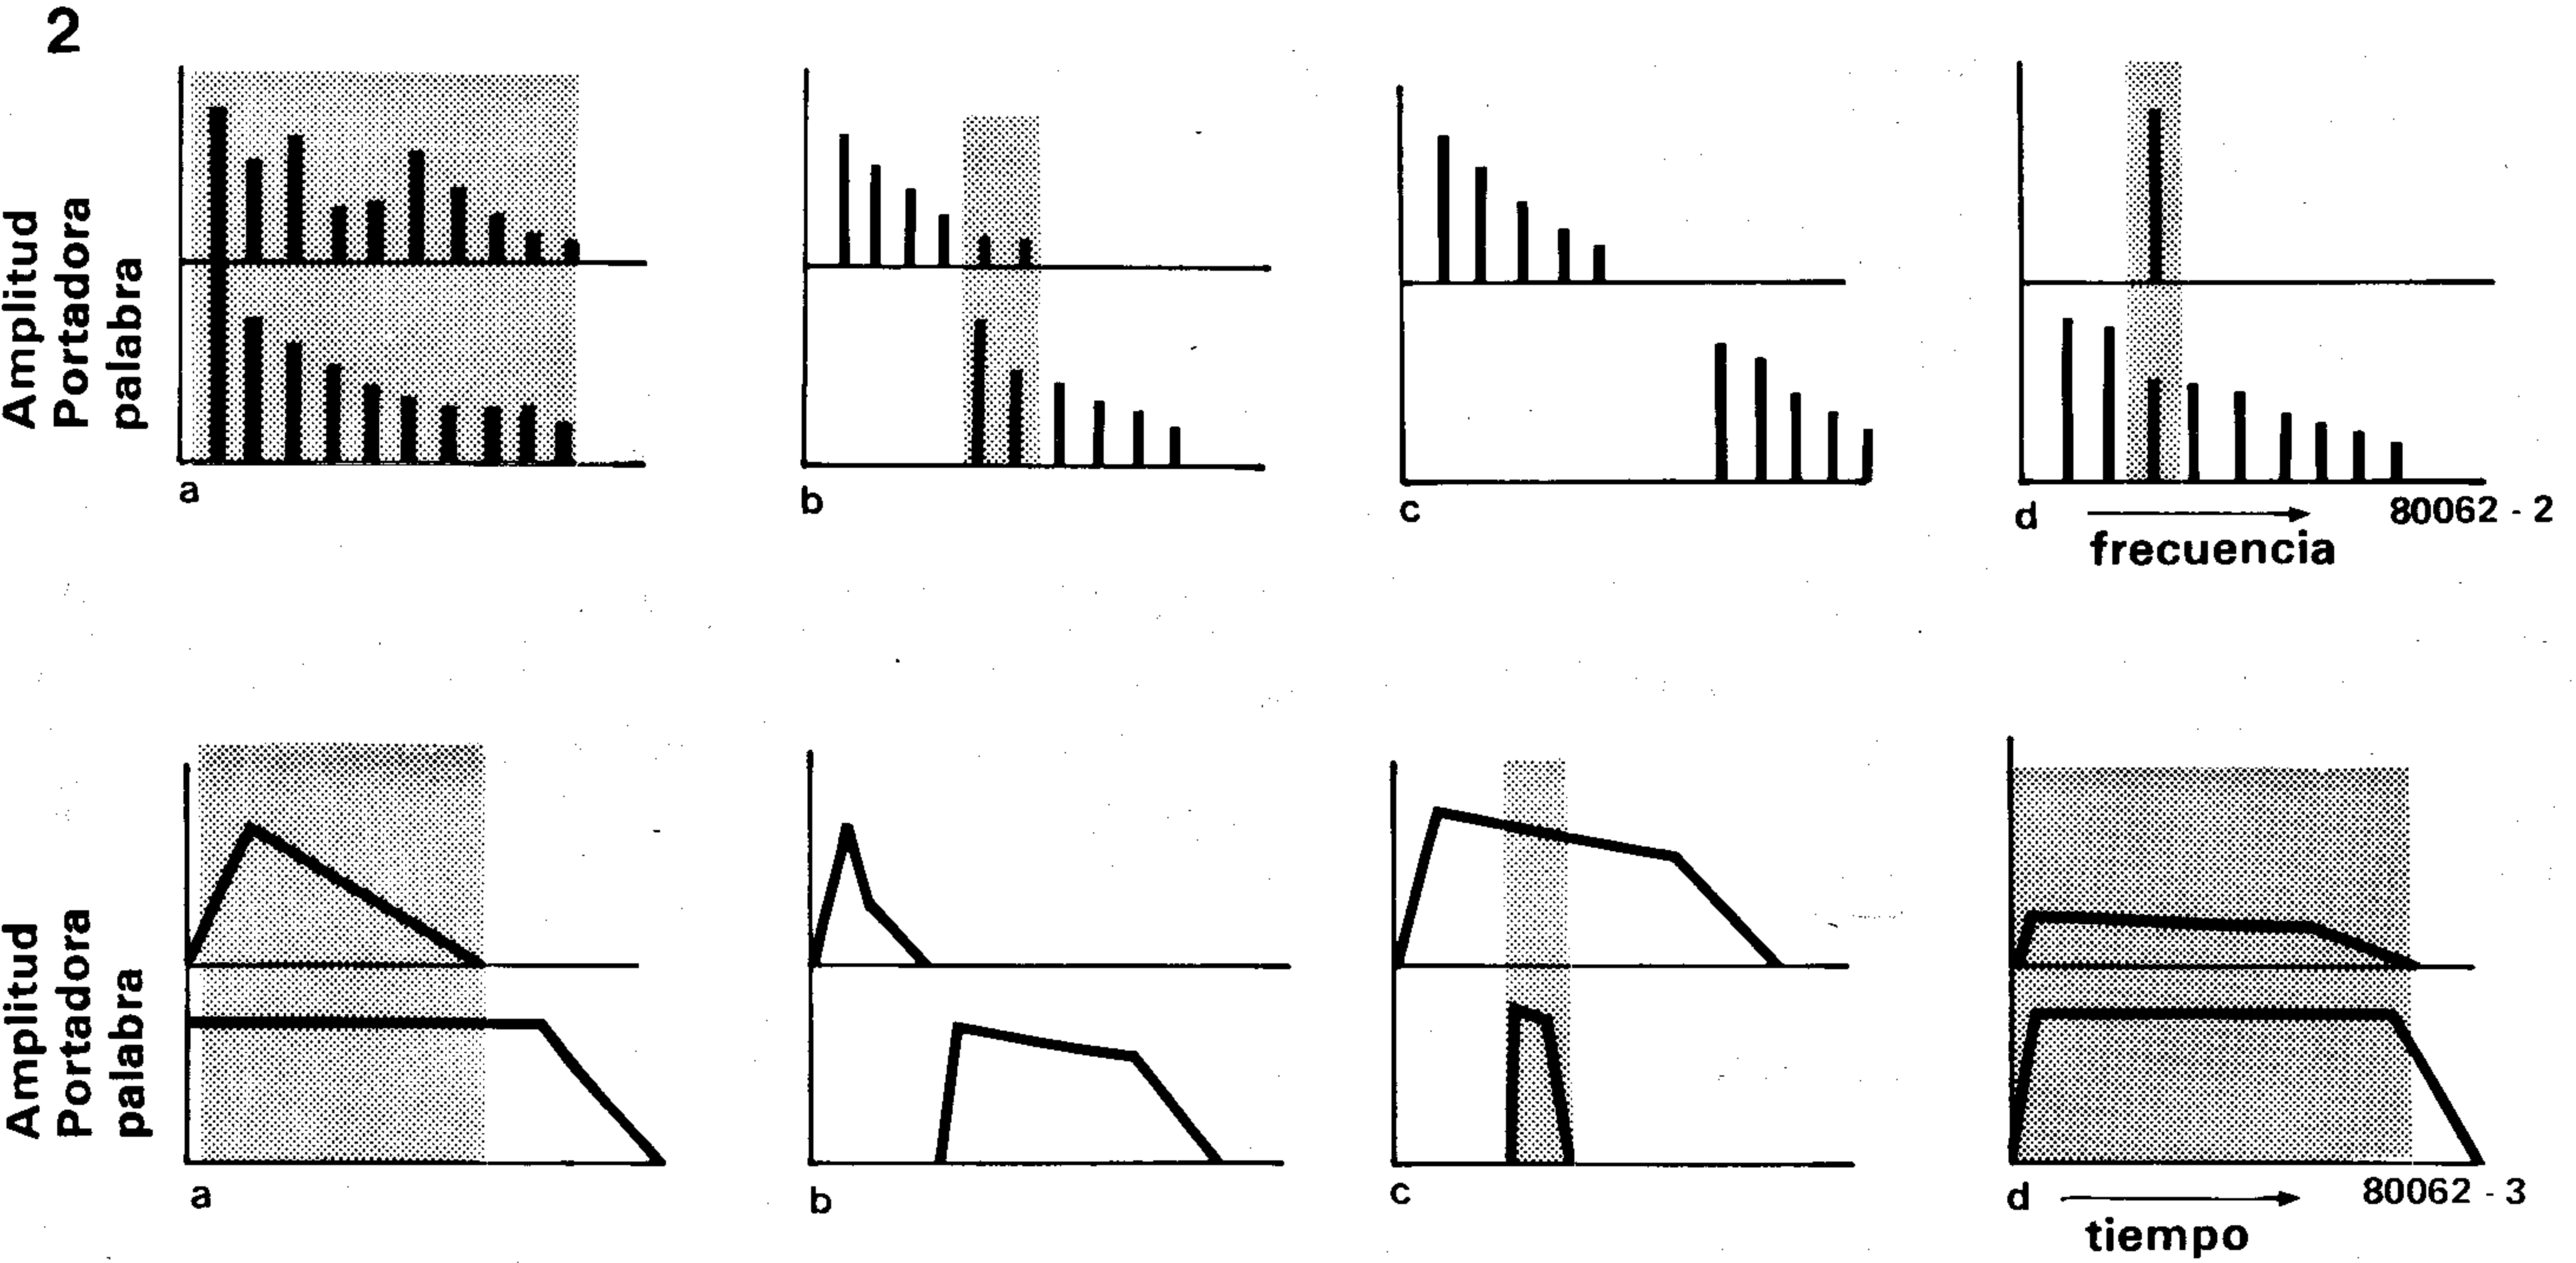 2
Amplitud
Portadora
palabra
a
b
c
d
80062 - 2
frecuencia
Amplitud
Portadora
palabra
a
b
c
d
80062 - 3
tiempo